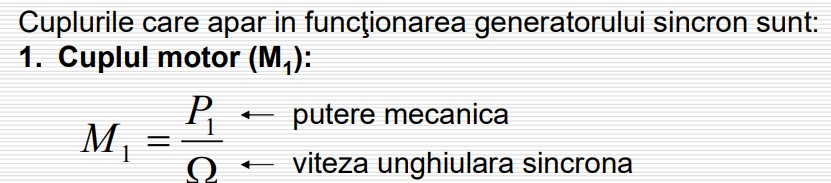 Cuplurile care apar in funcţionarea generatorului sincron sunt:
1. Cuplul motor (M₁):
M₁ = P₁ / Ω
← putere mecanica
← viteza unghiulara sincrona